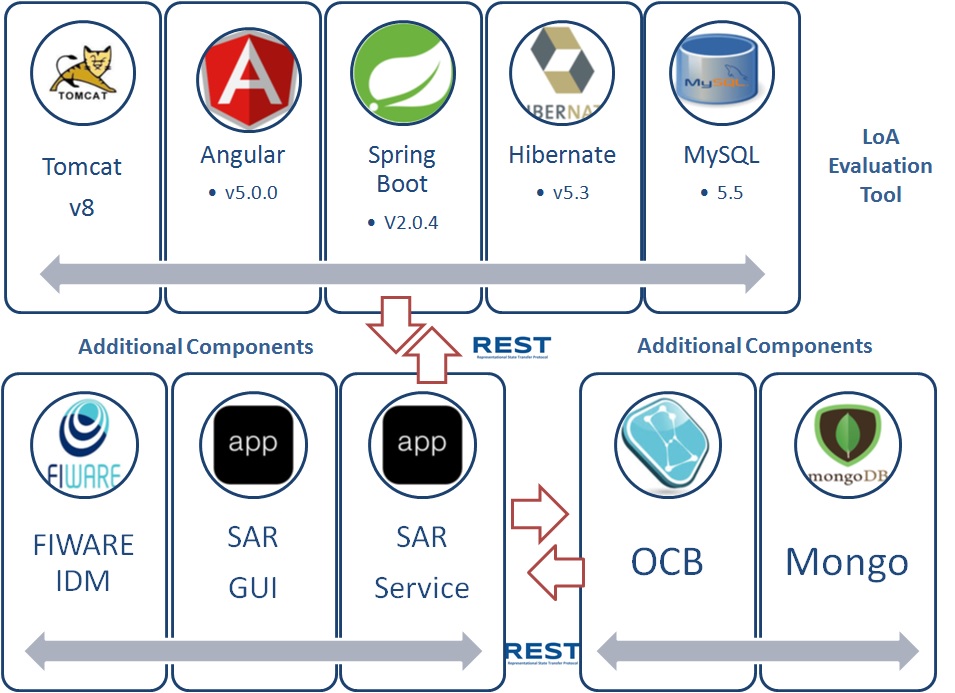 TOMCAT
Tomcat
v8
A
Angular
• v5.0.0
Spring
Boot
• V2.0.4
IBERNAT
Hibernate
• v5.3
MySQL
MySQL
• 5.5
LoA
Evaluation
Tool
Additional Components
REST
Representational State Transfer Protocol
Additional Components
FIWARE
FIWARE
IDM
app
SAR
GUI
app
SAR
Service
REST
Representational State Transfer Protocol
OCB
mongoDB
Mongo